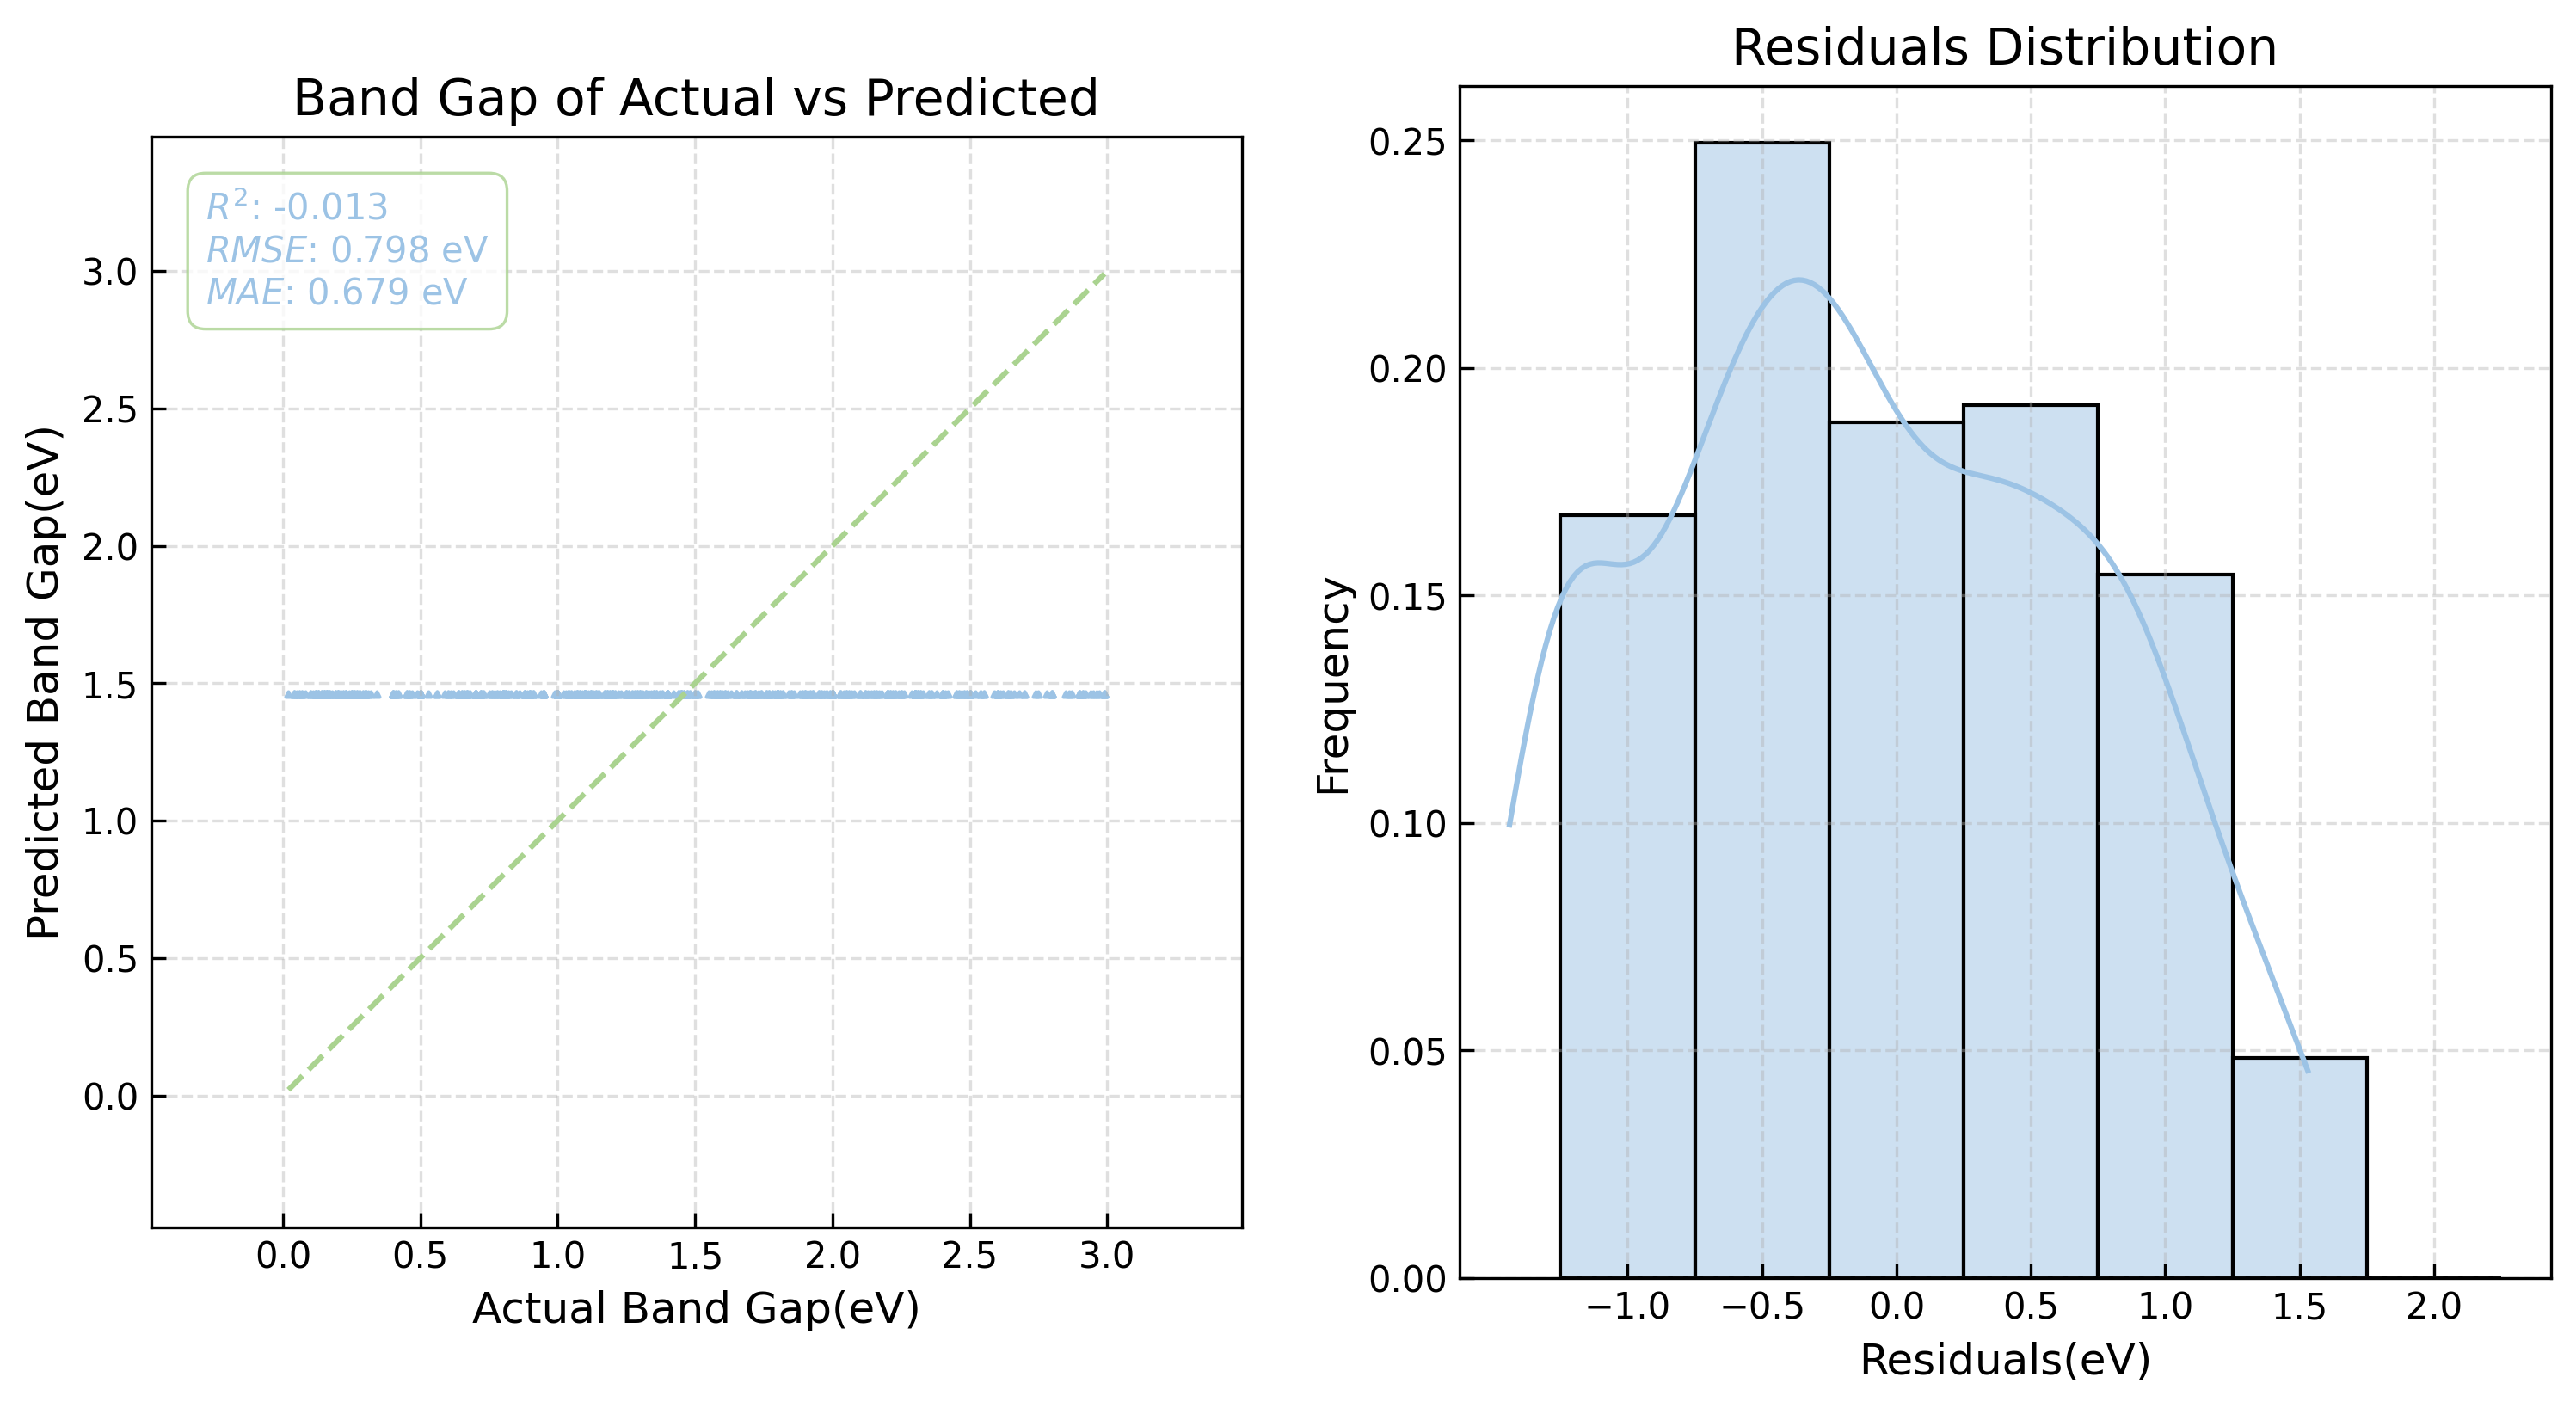 Band Gap of Actual vs Predicted
R²: -0.013
RMSE: 0.798 eV
MAE: 0.679 eV
Predicted Band Gap(eV)
3.0
2.5
2.0
1.5
1.0
0.5
0.0
0.0 0.5 1.0 1.5 2.0 2.5 3.0
Actual Band Gap(eV)
Residuals Distribution
Frequency
0.25
0.20
0.15
0.10
0.05
0.00
−1.0 −0.5 0.0 0.5 1.0 1.5 2.0
Residuals(eV)